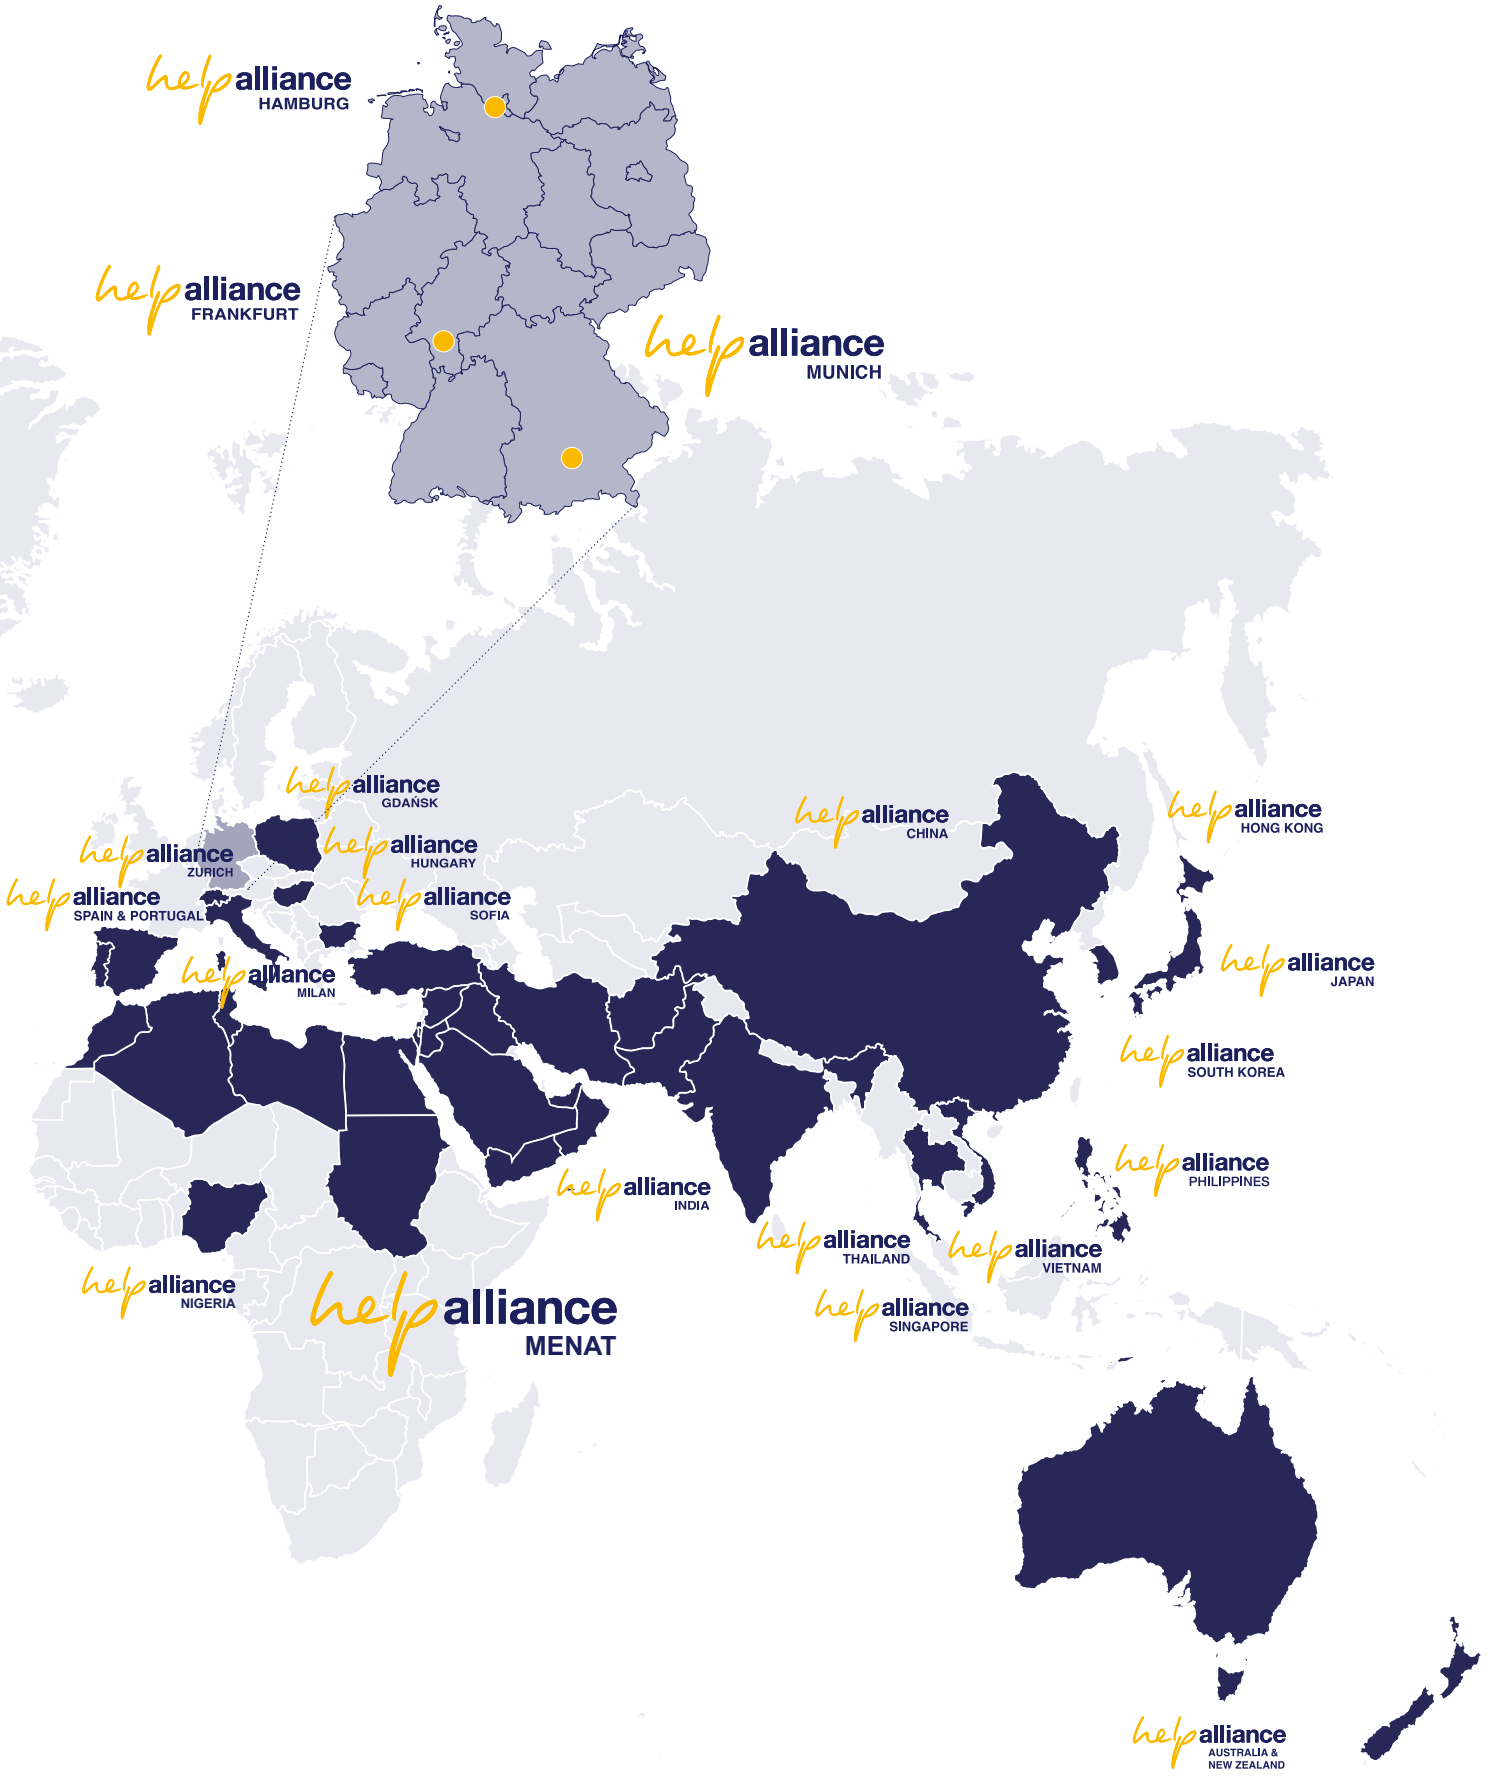 help alliance
HAMBURG
help alliance
FRANKFURT
help alliance
MUNICH
help alliance
GDAŃSK
help alliance
ZURICH
help alliance
HUNGARY
help alliance
SPAIN & PORTUGAL
help alliance
SOFIA
help alliance
MILAN
help alliance
CHINA
help alliance
HONG KONG
help alliance
JAPAN
help alliance
SOUTH KOREA
help alliance
PHILIPPINES
help alliance
INDIA
help alliance
THAILAND
help alliance
VIETNAM
help alliance
NIGERIA
help alliance
MENAT
help alliance
SINGAPORE
help alliance
AUSTRALIA &
NEW ZEALAND